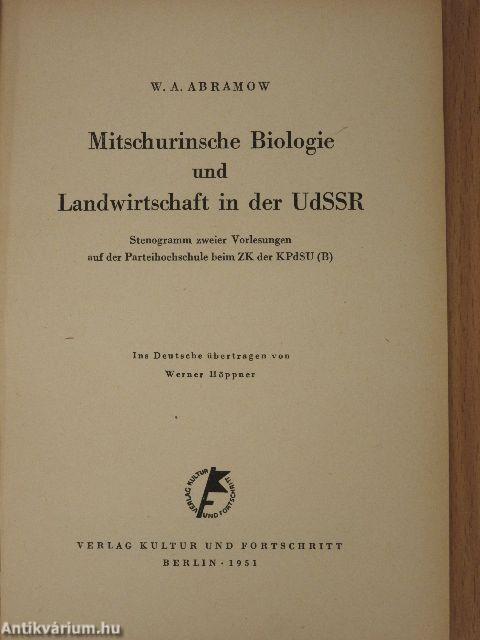 W. A. ABRAMOW
Mitschurinsche Biologie
und
Landwirtschaft in der UdSSR
Stenogramm zweier Vorlesungen
auf der Parteihochschule beim ZK der KPdSU (B)
Ins Deutsche übertragen von
Werner Höppner
VERLAG KULTUR
UND FORTSCHRITT
VERLAG KULTUR UND FORTSCHRITT
BERLIN · 1951
Antikvárium.hu